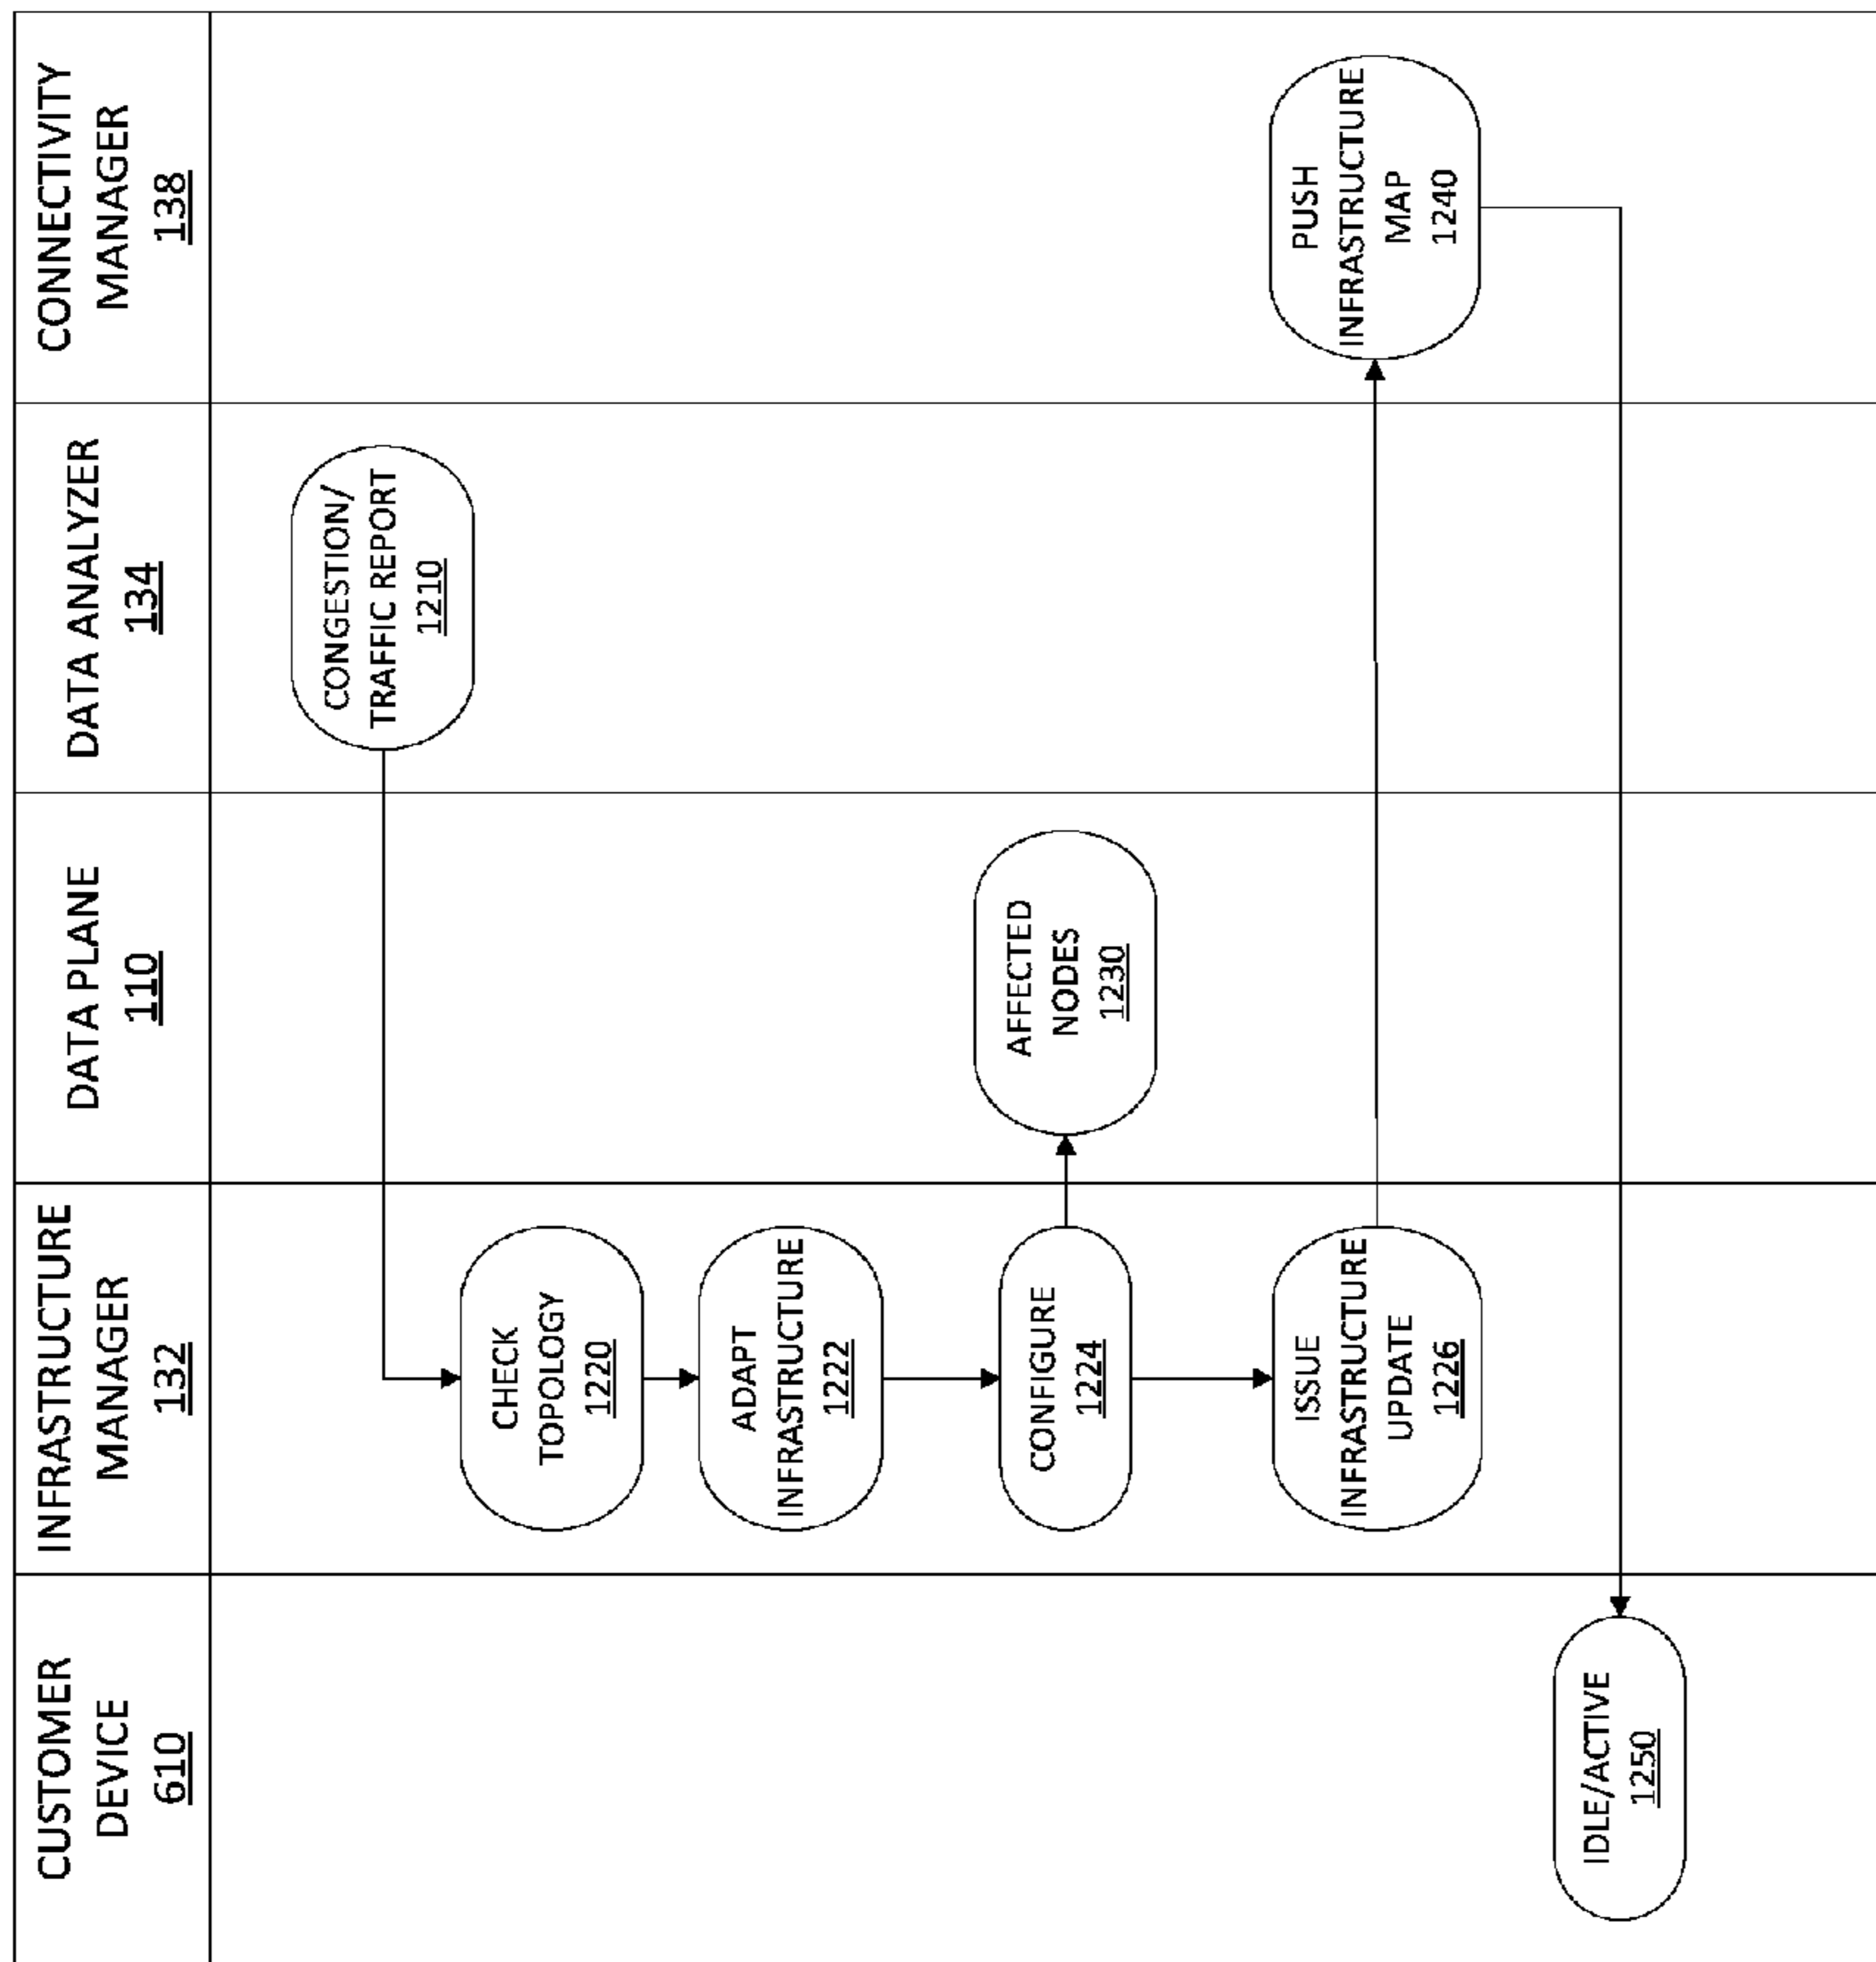 CUSTOMER
DEVICE
610
INFRASTRUCTURE
MANAGER
132
DATA PLANE
110
DATA ANALYZER
134
CONNECTIVITY
MANAGER
138
CONGESTION/
TRAFFIC REPORT
1210
CHECK
TOPOLOGY
1220
ADAPT
INFRASTRUCTURE
1222
CONFIGURE
1224
AFFECTED
NODES
1230
ISSUE
INFRASTRUCTURE
UPDATE
1226
PUSH
INFRASTRUCTURE
MAP
1240
IDLE/ACTIVE
1250